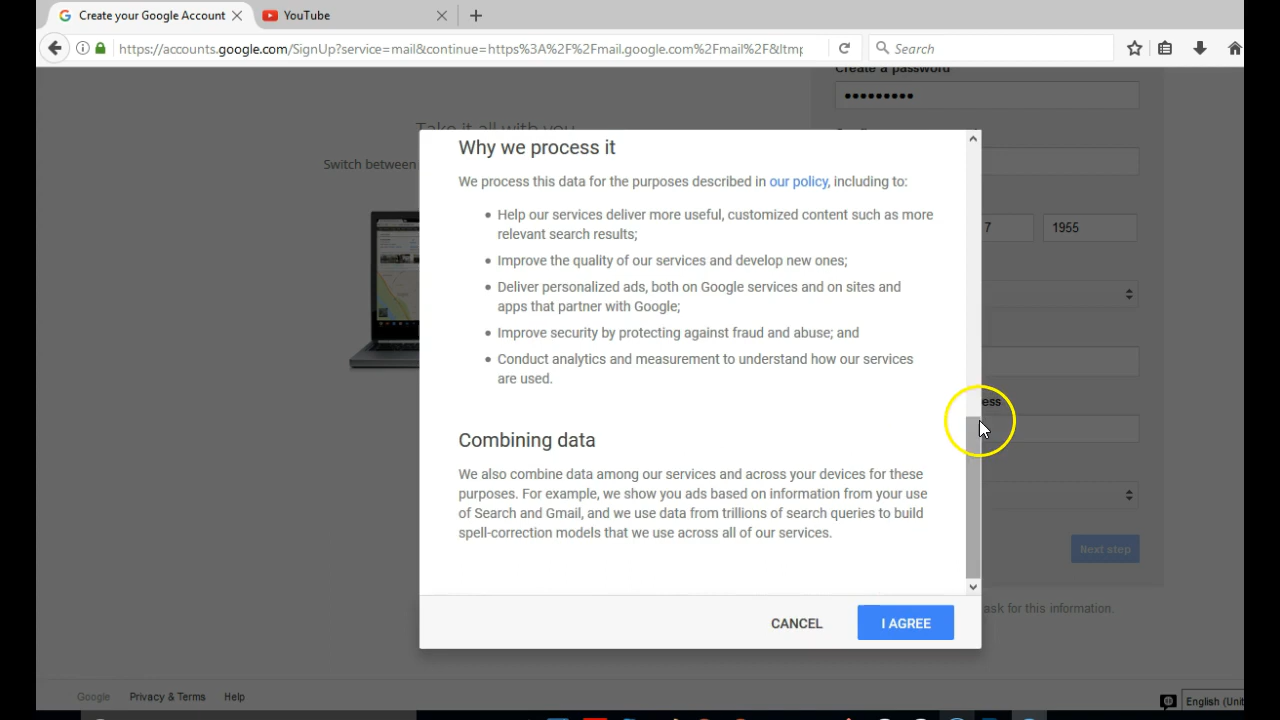 Create your Google Account
YouTube
https://accounts.google.com/SignUp?service=mail&continue=https%3A%2F%2Fmail.google.com%2Fmail%2F&ltmp
Search
Create a password
•••••••••
Take it all with you
Switch between
7
1955
Why we process it
We process this data for the purposes described in our policy, including to:
• Help our services deliver more useful, customized content such as more
relevant search results;
• Improve the quality of our services and develop new ones;
• Deliver personalized ads, both on Google services and on sites and
apps that partner with Google;
• Improve security by protecting against fraud and abuse; and
• Conduct analytics and measurement to understand how our services
are used.
ess
Combining data
We also combine data among our services and across your devices for these
purposes. For example, we show you ads based on information from your use
of Search and Gmail, and we use data from trillions of search queries to build
spell-correction models that we use across all of our services.
Next step
CANCEL
I AGREE
ask for this information.
Google
Privacy & Terms
Help
English (Unit